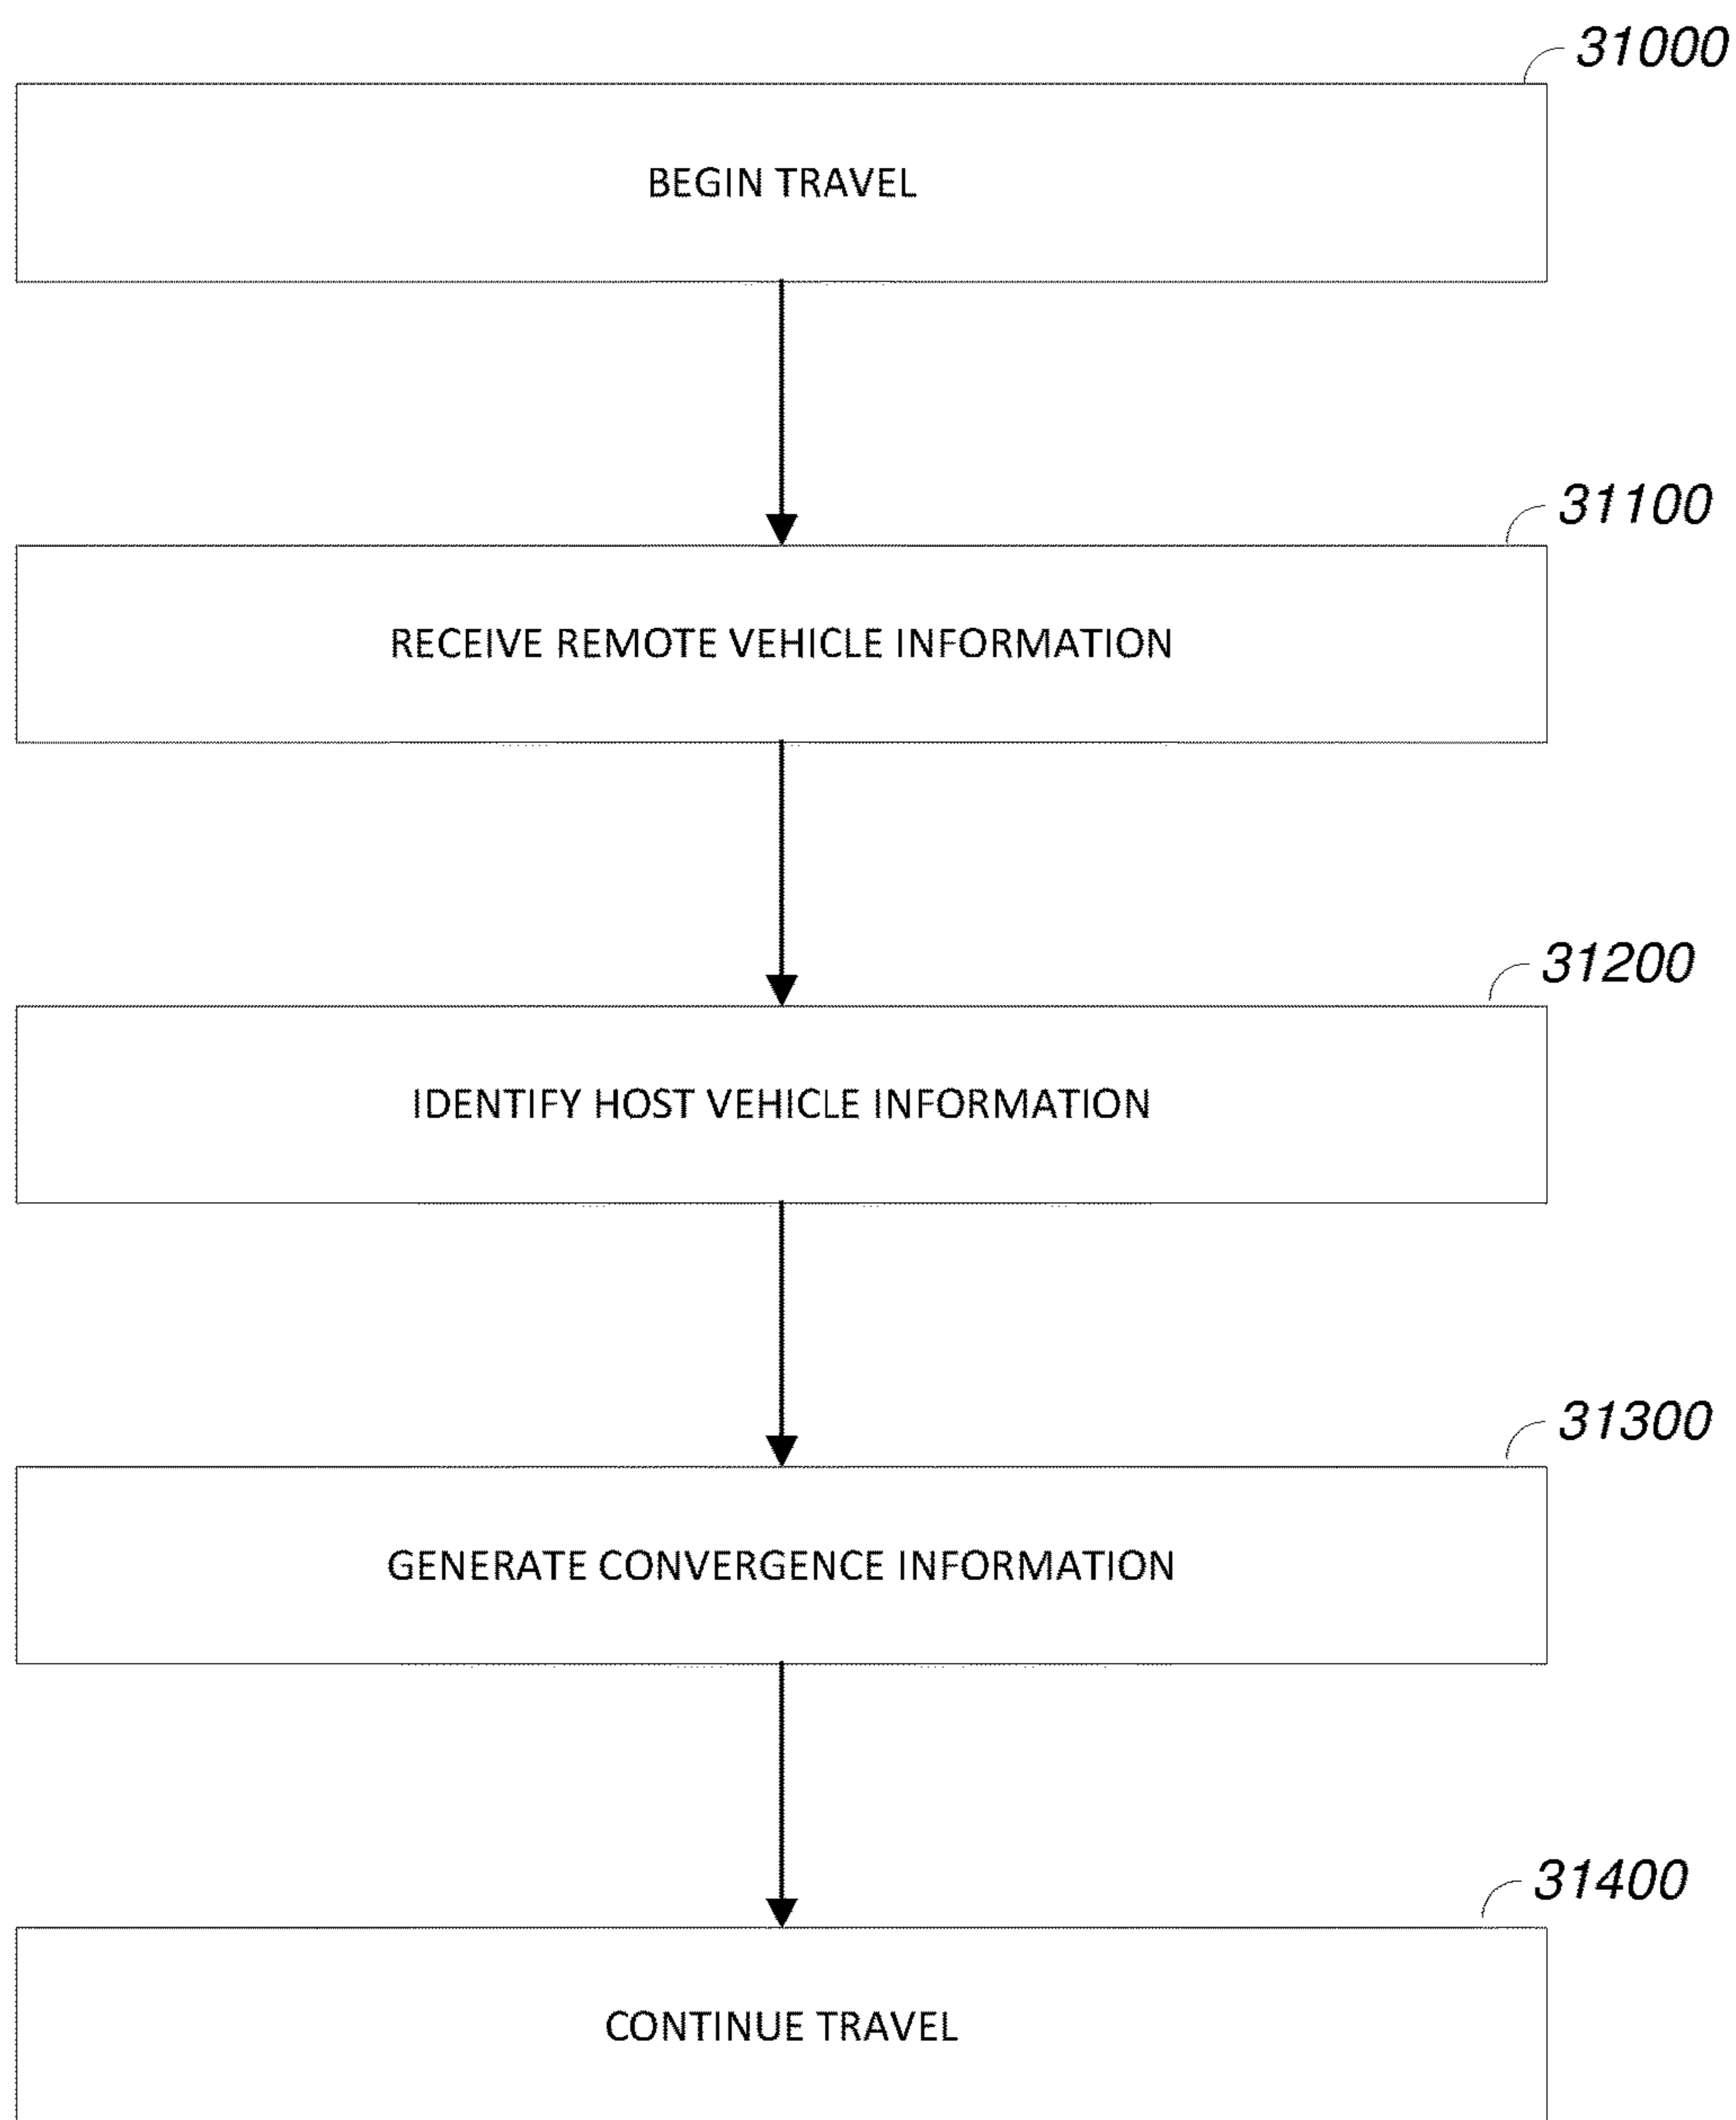 31000
BEGIN TRAVEL
31100
RECEIVE REMOTE VEHICLE INFORMATION
31200
IDENTIFY HOST VEHICLE INFORMATION
31300
GENERATE CONVERGENCE INFORMATION
31400
CONTINUE TRAVEL